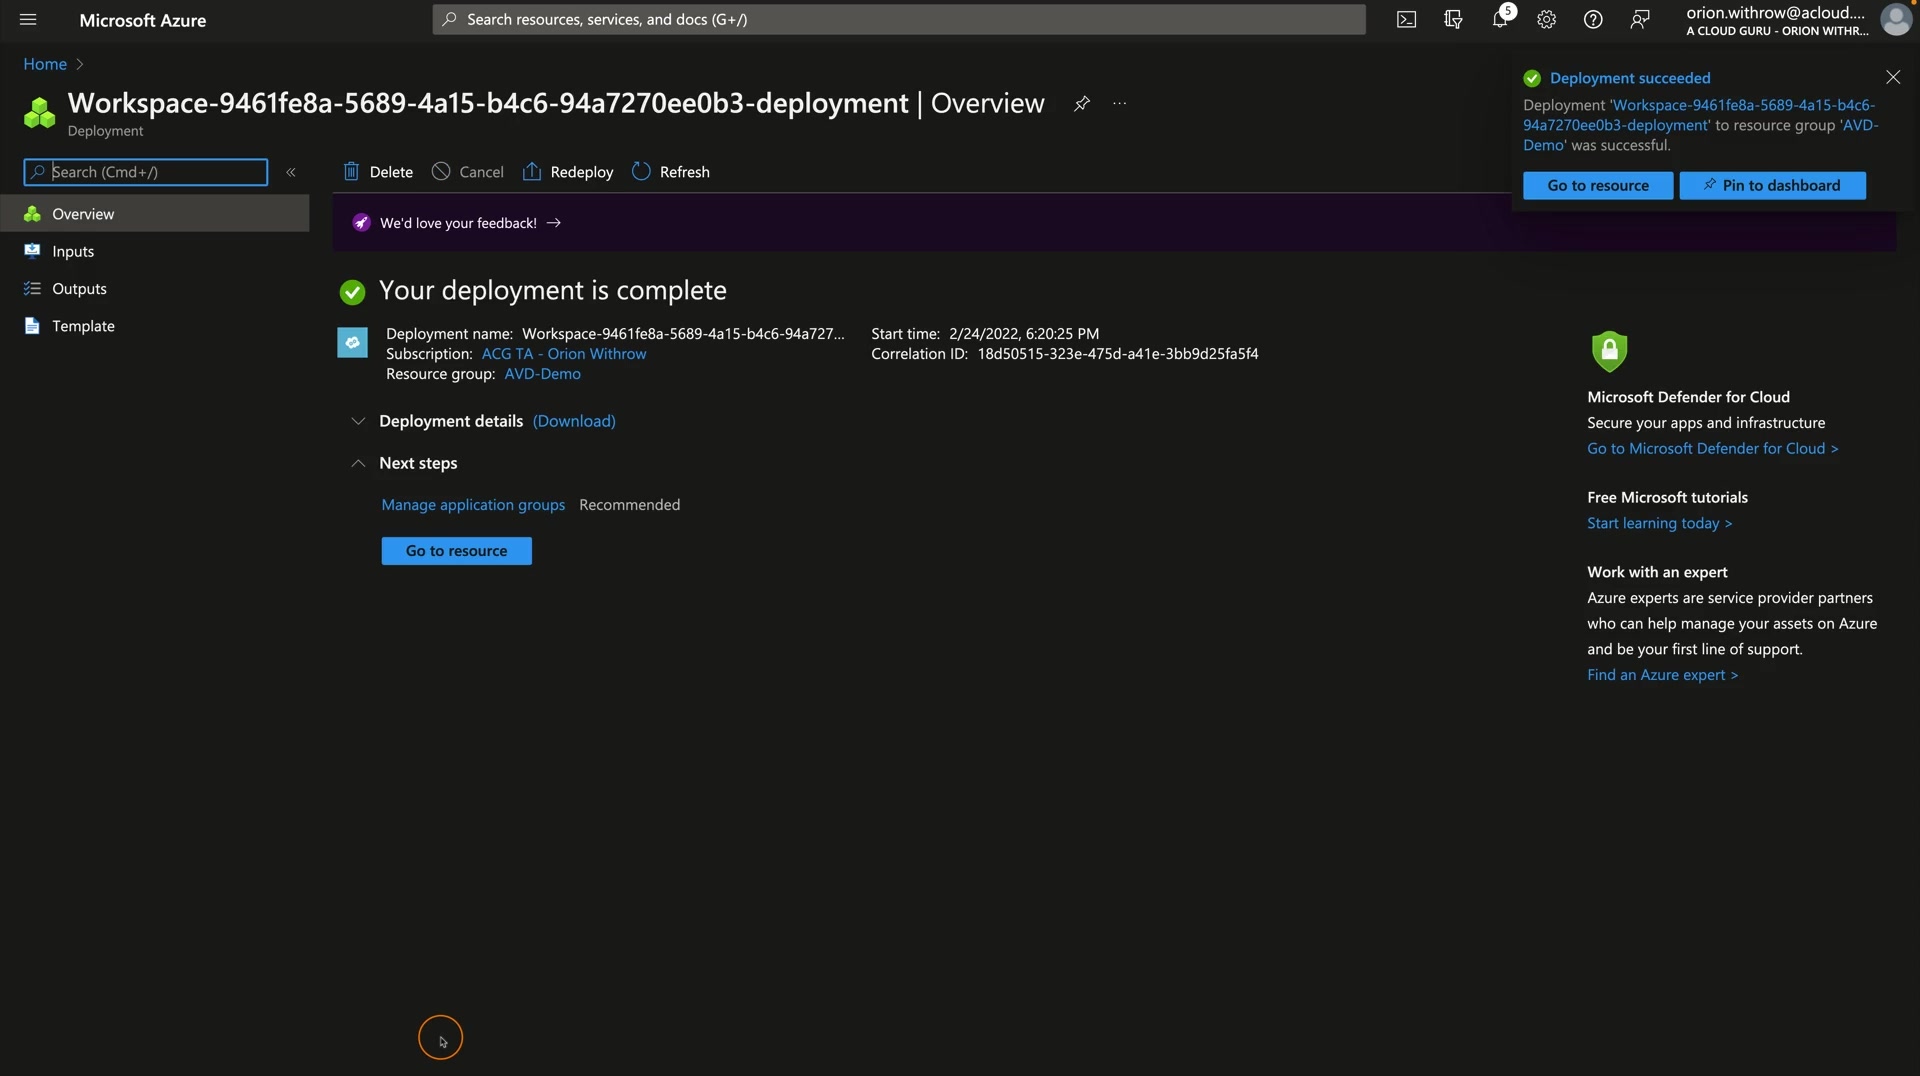 Microsoft Azure
Search resources, services, and docs (G+/)
5
orion.withrow@acloud....
A CLOUD GURU - ORION WITHR...
Home
Workspace-9461fe8a-5689-4a15-b4c6-94a7270ee0b3-deployment | Overview
...
Deployment
Search (Cmd+/)
«
Delete
Cancel
Redeploy
Refresh
Overview
Inputs
Outputs
Template
We'd love your feedback! →
Your deployment is complete
Deployment name: Workspace-9461fe8a-5689-4a15-b4c6-94a727...
Subscription: ACG TA - Orion Withrow
Resource group: AVD-Demo
Start time: 2/24/2022, 6:20:25 PM
Correlation ID: 18d50515-323e-475d-a41e-3bb9d25fa5f4
Deployment details (Download)
Next steps
Manage application groups Recommended
Go to resource
Deployment succeeded
Deployment 'Workspace-9461fe8a-5689-4a15-b4c6-
94a7270ee0b3-deployment' to resource group 'AVD-
Demo' was successful.
Go to resource
Pin to dashboard
Microsoft Defender for Cloud
Secure your apps and infrastructure
Go to Microsoft Defender for Cloud >
Free Microsoft tutorials
Start learning today >
Work with an expert
Azure experts are service provider partners
who can help manage your assets on Azure
and be your first line of support.
Find an Azure expert >